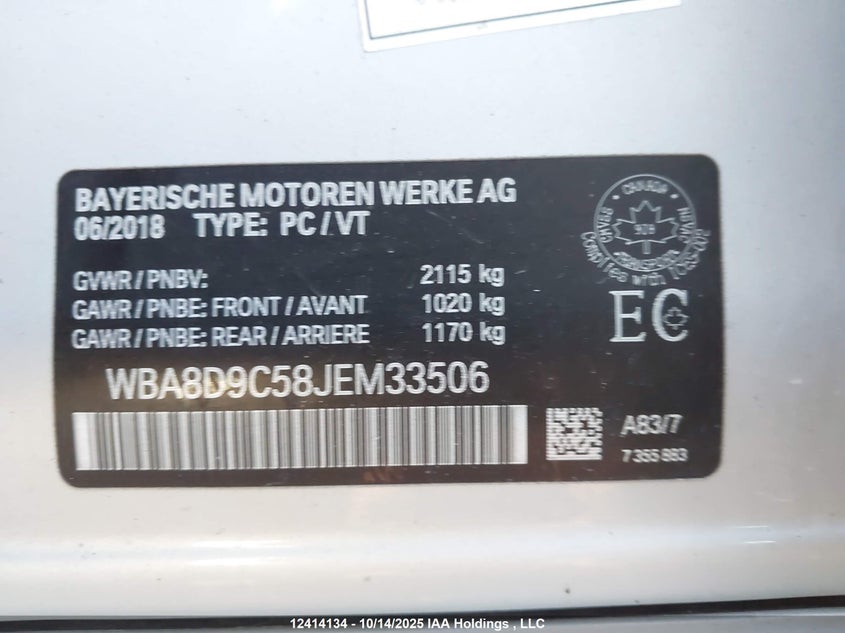 BAYERISCHE MOTOREN WERKE AG
06/2018 TYPE: PC / VT
GVWR / PNBV: 2115 kg
GAWR / PNBE: FRONT / AVANT 1020 kg
GAWR / PNBE: REAR / ARRIERE 1170 kg
WBA8D9C58JEM33506
CANADA
EC
A83/7
7 355 883
12414134 - 10/14/2025 IAA Holdings , LLC